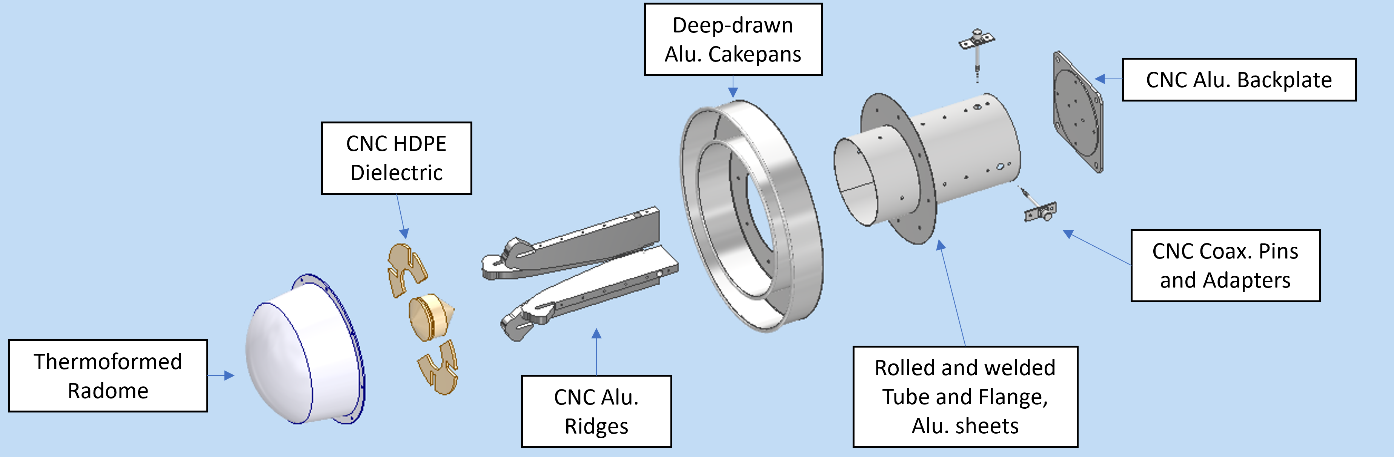 Deep-drawn
Alu. Cakepans
CNC Alu. Backplate
CNC HDPE
Dielectric
CNC Coax. Pins
and Adapters
Thermoformed
Radome
CNC Alu.
Ridges
Rolled and welded
Tube and Flange,
Alu. sheets